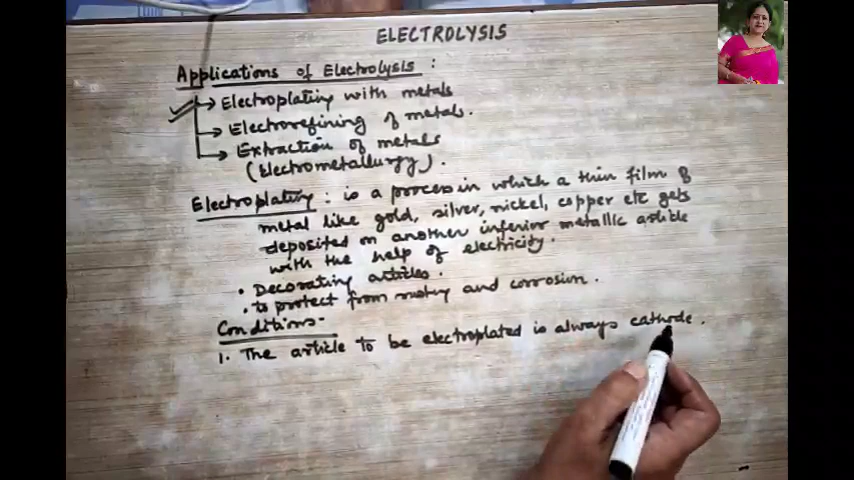 ELECTROLYSIS
Applications of Electrolysis :
→ Electroplating with metals
→ Electrorefining of metals.
→ Extraction of metals
(Electrometallurgy).
Electroplating : is a process in which a thin film of
metal like gold, silver, nickel, copper etc gets
deposited on another inferior metallic article
with the help of electricity.
• Decorating articles.
• to protect from rusting and corrosion.
Conditions-
1. The article to be electroplated is always cathode.